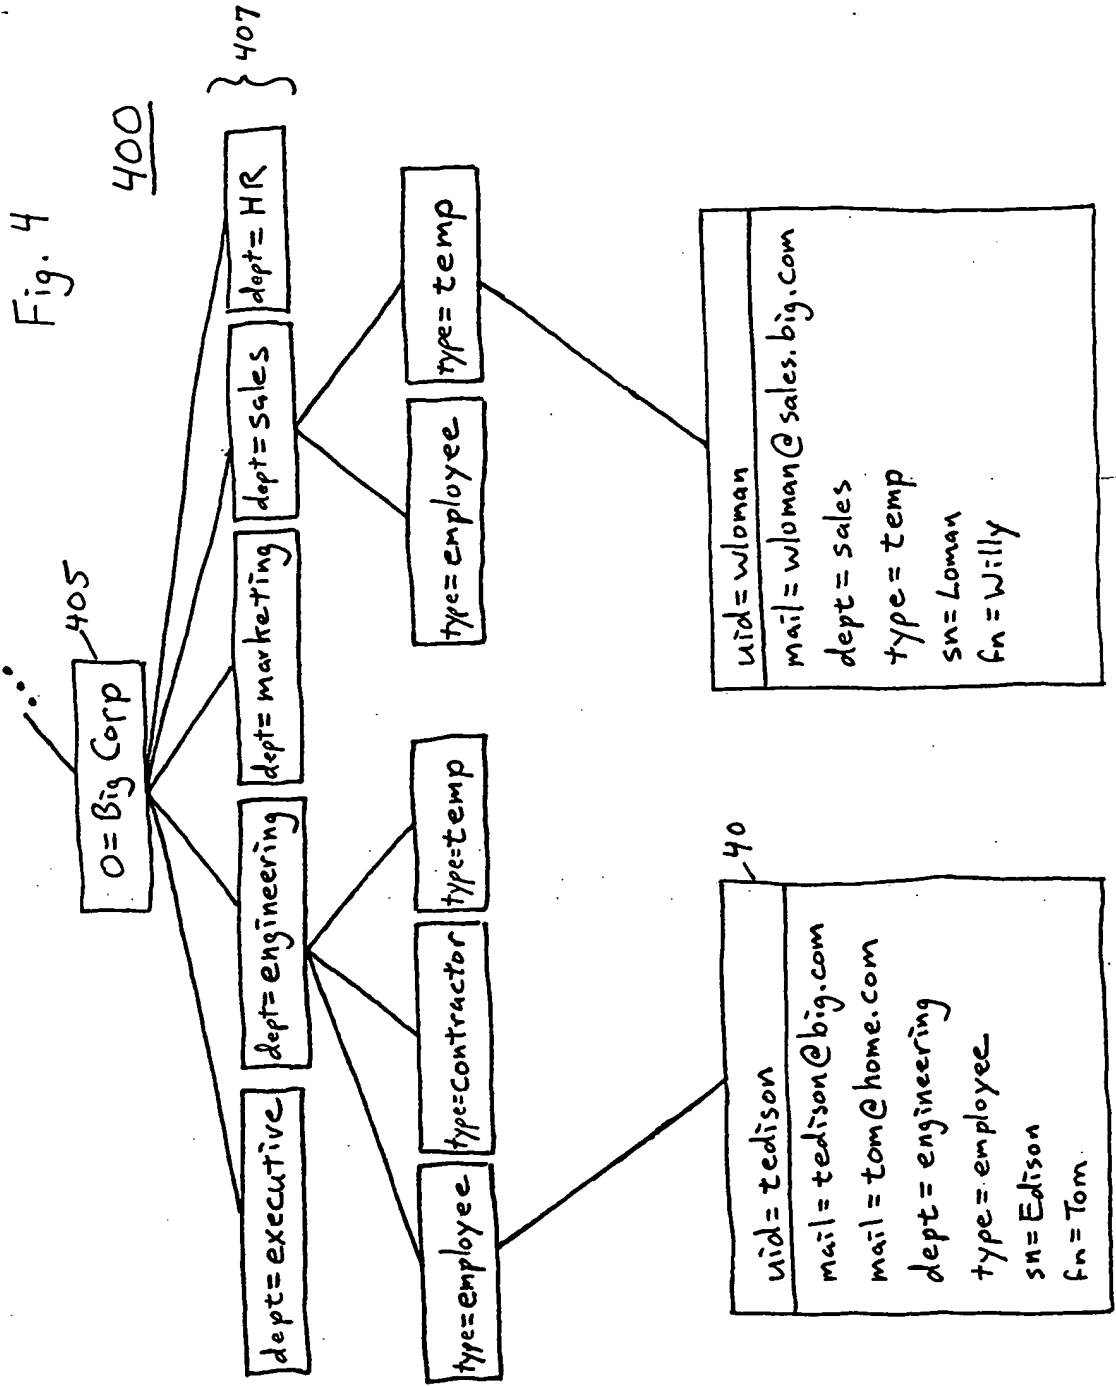 Fig. 4
400
405
O=Big Corp
407
dept=executive
dept=engineering
dept=marketing
dept=sales
dept=HR
type=employee
type=contractor
type=temp
type=employee
type=temp
40
uid=tedison
mail=tedison@big.com
mail=tom@home.com
dept=engineering
type=employee
sn=Edison
fn=Tom
uid=wloman
mail=wloman@sales.big.com
dept=sales
type=temp
sn=Loman
fn=Willy